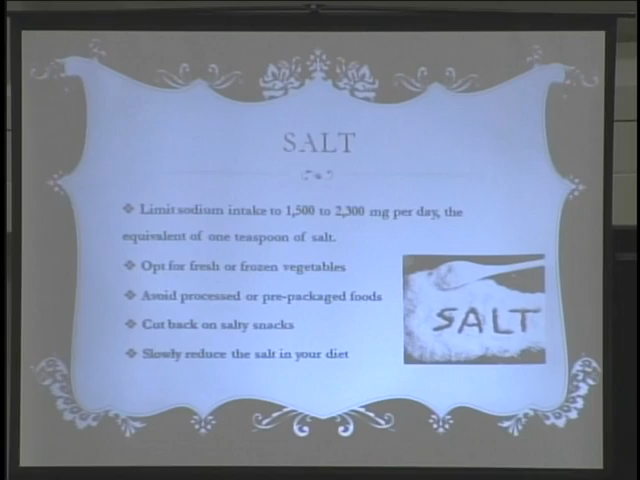 SALT
❖ Limit sodium intake to 1,500 to 2,300 mg per day, the
equivalent of one teaspoon of salt.
❖ Opt for fresh or frozen vegetables
❖ Avoid processed or pre-packaged foods
❖ Cut back on salty snacks
❖ Slowly reduce the salt in your diet
SALT